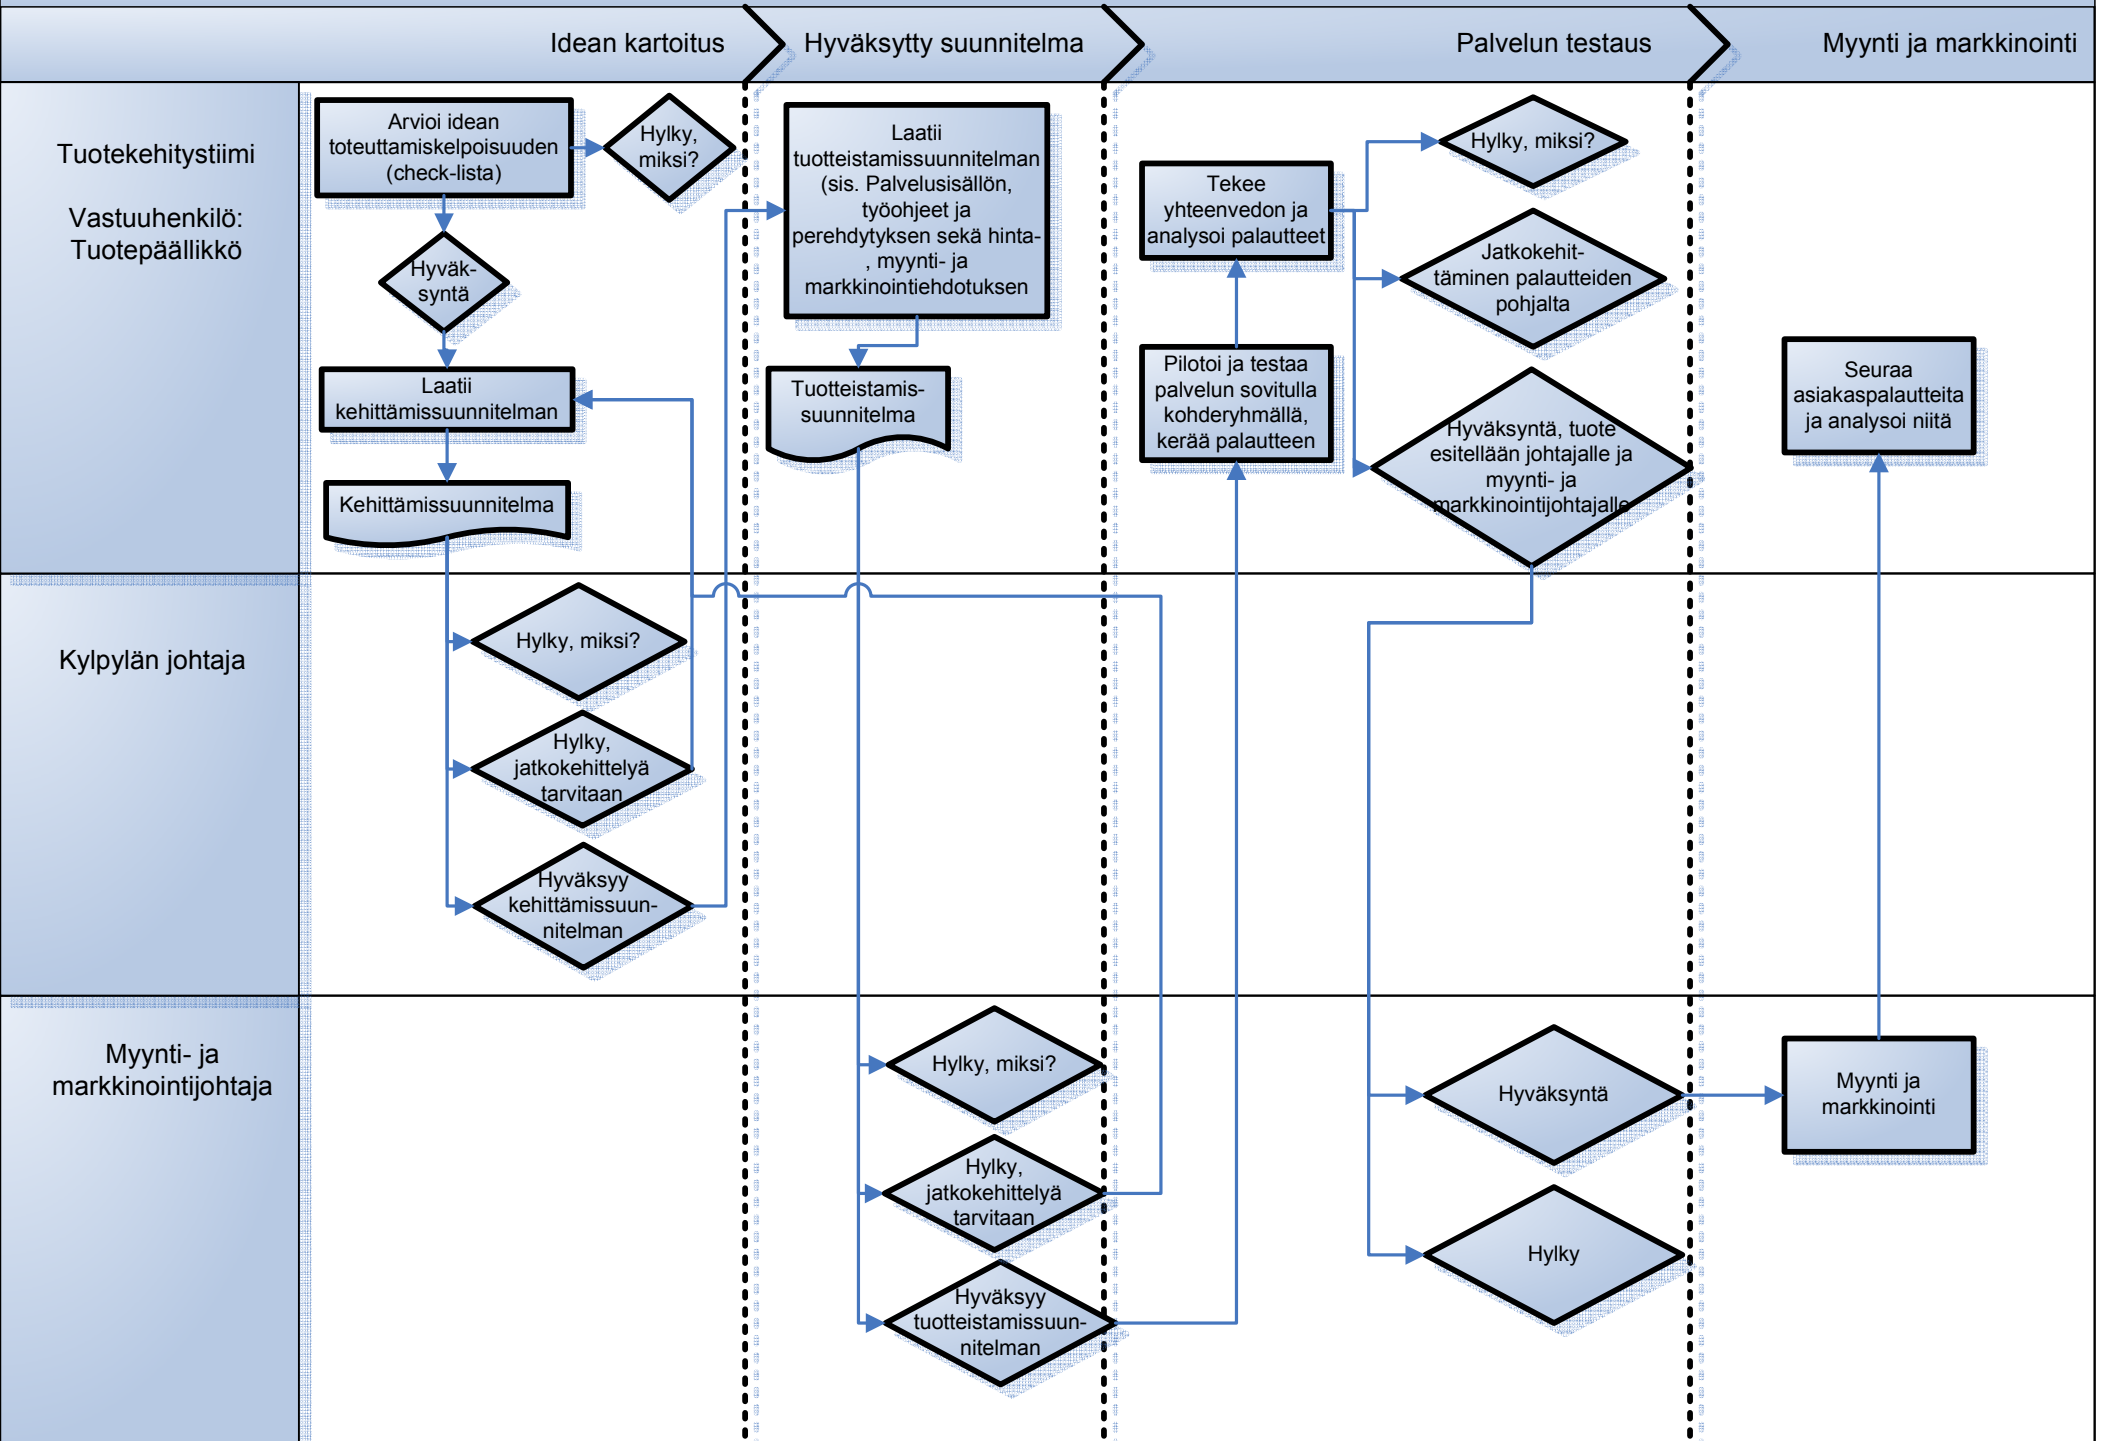 Idean kartoitus
Hyväksytty suunnitelma
Palvelun testaus
Myynti ja markkinointi
Tuotekehitystiimi
Vastuuhenkilö:
Tuotepäällikkö
Arvioi idean
toteuttamiskelpoisuuden
(check-lista)
Hylky,
miksi?
Hyväk-
syntä
Laatii
kehittämissuunnitelman
Kehittämissuunnitelma
Laatii
tuotteistamissuunnitelman
(sis. Palvelusisällön,
työohjeet ja
perehdytyksen sekä hinta-
, myynti- ja
markkinointiehdotuksen
Tuotteistamis-
suunnitelma
Tekee
yhteenvedon ja
analysoi palautteet
Pilotoi ja testaa
palvelun sovitulla
kohderyhmällä,
kerää palautteen
Hylky, miksi?
Jatkokehit-
täminen palautteiden
pohjalta
Hyväksyntä, tuote
esitellään johtajalle ja
myynti- ja
markkinointijohtajalle
Seuraa
asiakaspalautteita
ja analysoi niitä
Kylpylän johtaja
Hylky, miksi?
Hylky,
jatkokehittelyä
tarvitaan
Hyväksyy
kehittämissuun-
nitelman
Myynti- ja
markkinointijohtaja
Hylky, miksi?
Hylky,
jatkokehittelyä
tarvitaan
Hyväksyy
tuotteistamissuun-
nitelman
Hyväksyntä
Hylky
Myynti ja
markkinointi